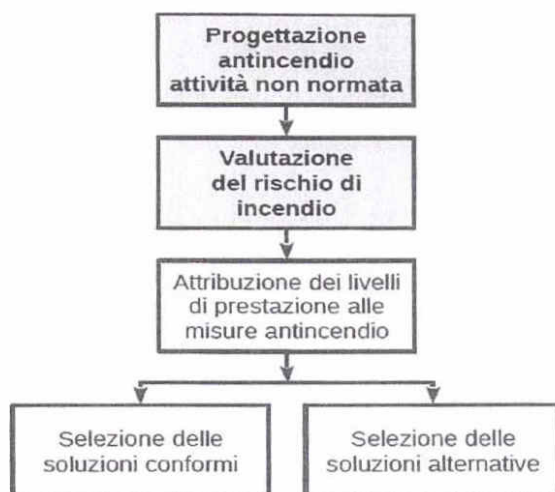 Progettazione
antincendio
attività non normata
Valutazione
del rischio di
incendio
Attribuzione dei livelli
di prestazione alle
misure antincendio
Selezione delle
soluzioni conformi
Selezione delle
soluzioni alternative